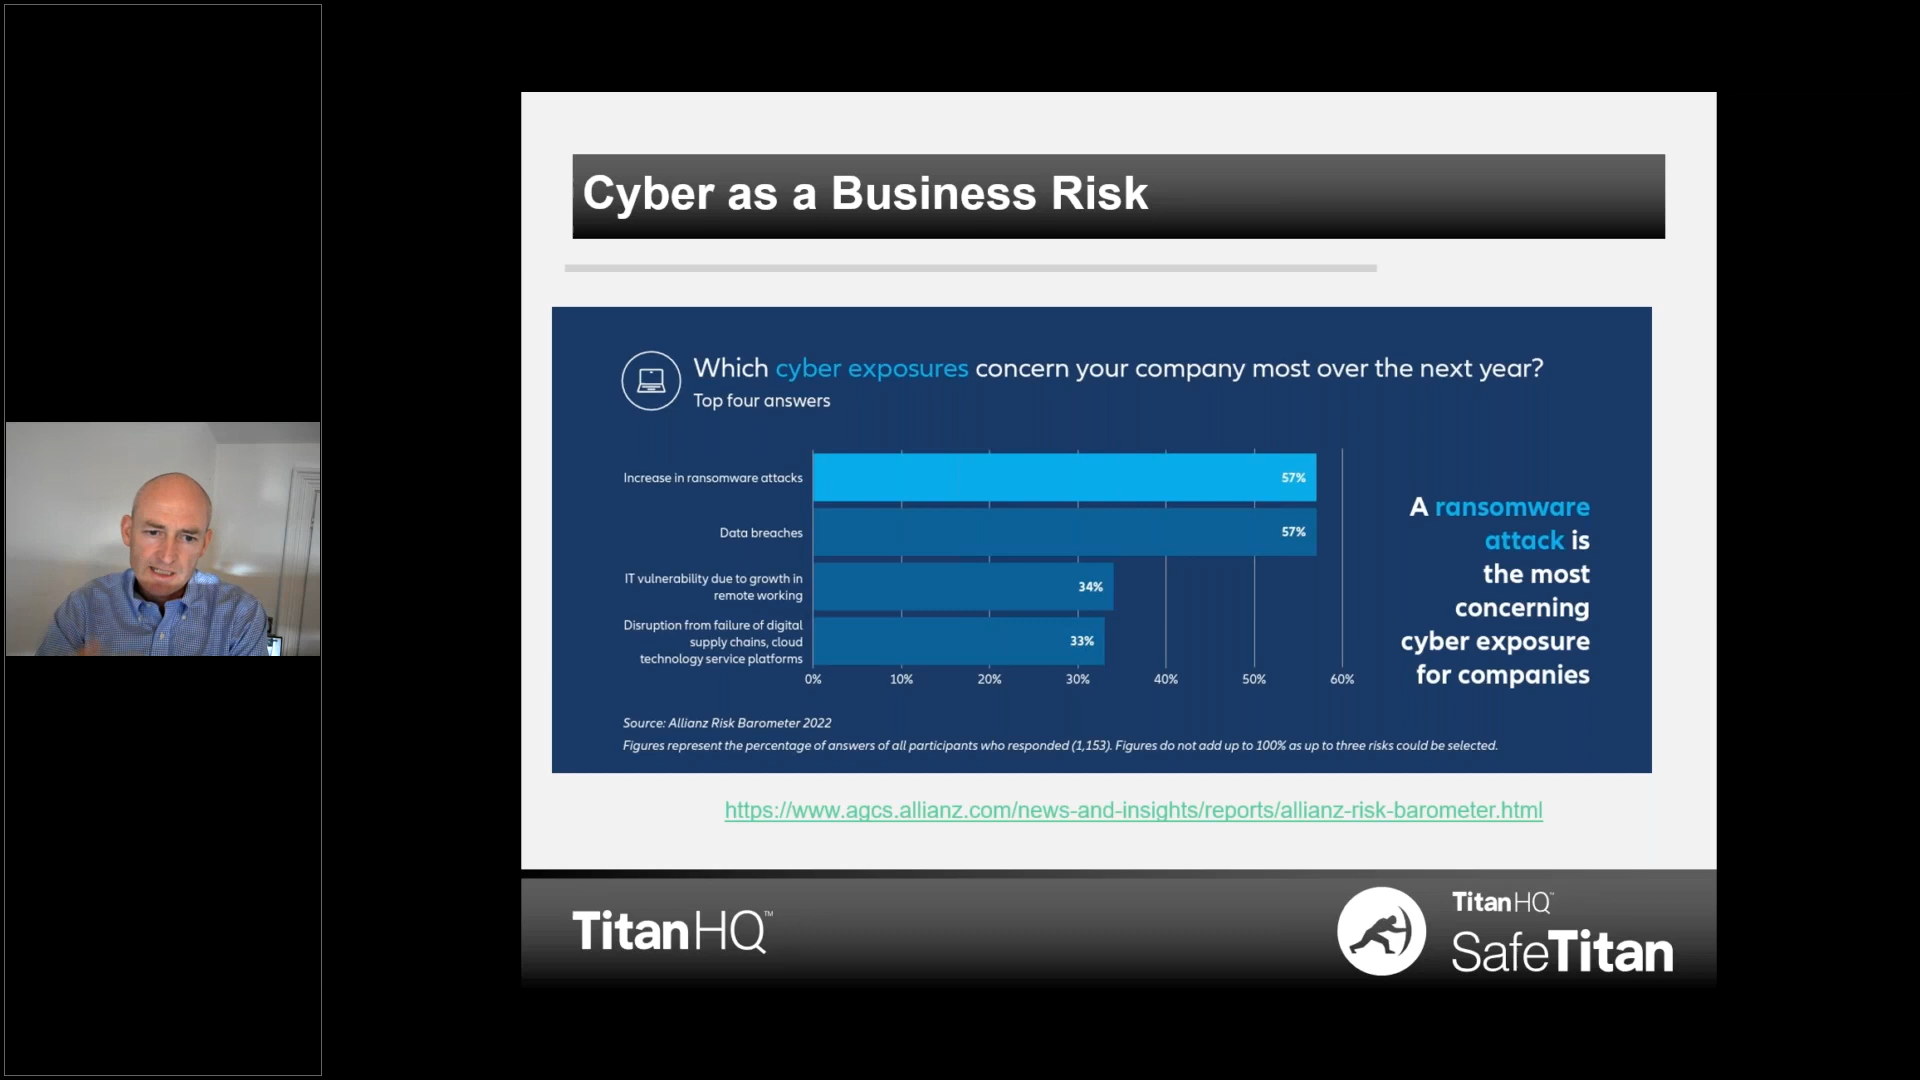 Cyber as a Business Risk
Which cyber exposures concern your company most over the next year?
Top four answers
Increase in ransomware attacks
57%
Data breaches
57%
IT vulnerability due to growth in
remote working
34%
Disruption from failure of digital
supply chains, cloud
technology service platforms
33%
0% 10% 20% 30% 40% 50% 60%
A ransomware
attack is
the most
concerning
cyber exposure
for companies
Source: Allianz Risk Barometer 2022
Figures represent the percentage of answers of all participants who responded (1,153). Figures do not add up to 100% as up to three risks could be selected.
https://www.agcs.allianz.com/news-and-insights/reports/allianz-risk-barometer.html
TitanHQ™
TitanHQ™
SafeTitan